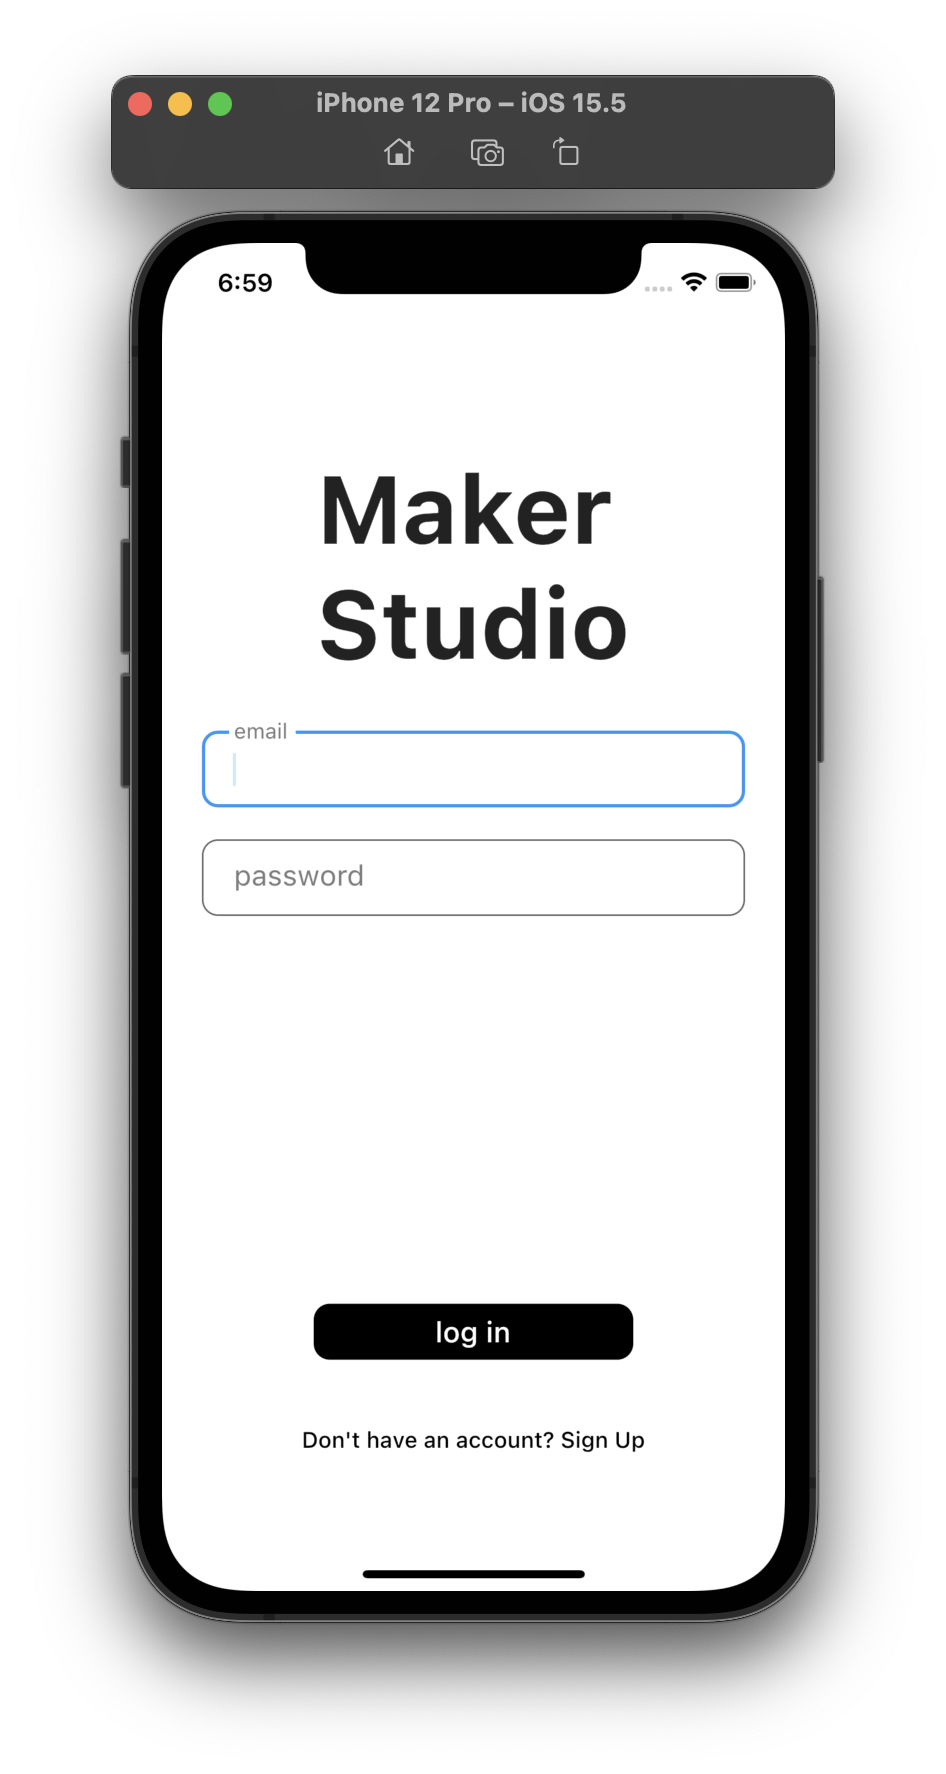 iPhone 12 Pro – iOS 15.5
6:59
Maker
Studio
email
password
log in
Don't have an account? Sign Up